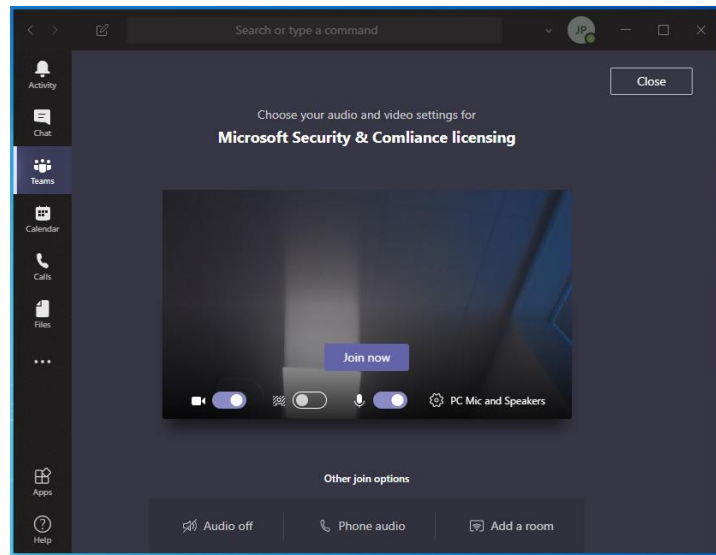 Search or type a command
JP
Activity
Chat
Teams
Calendar
Calls
Files
Apps
Help
Close
Choose your audio and video settings for
Microsoft Security & Comliance licensing
Join now
PC Mic and Speakers
Other join options
Audio off
Phone audio
Add a room